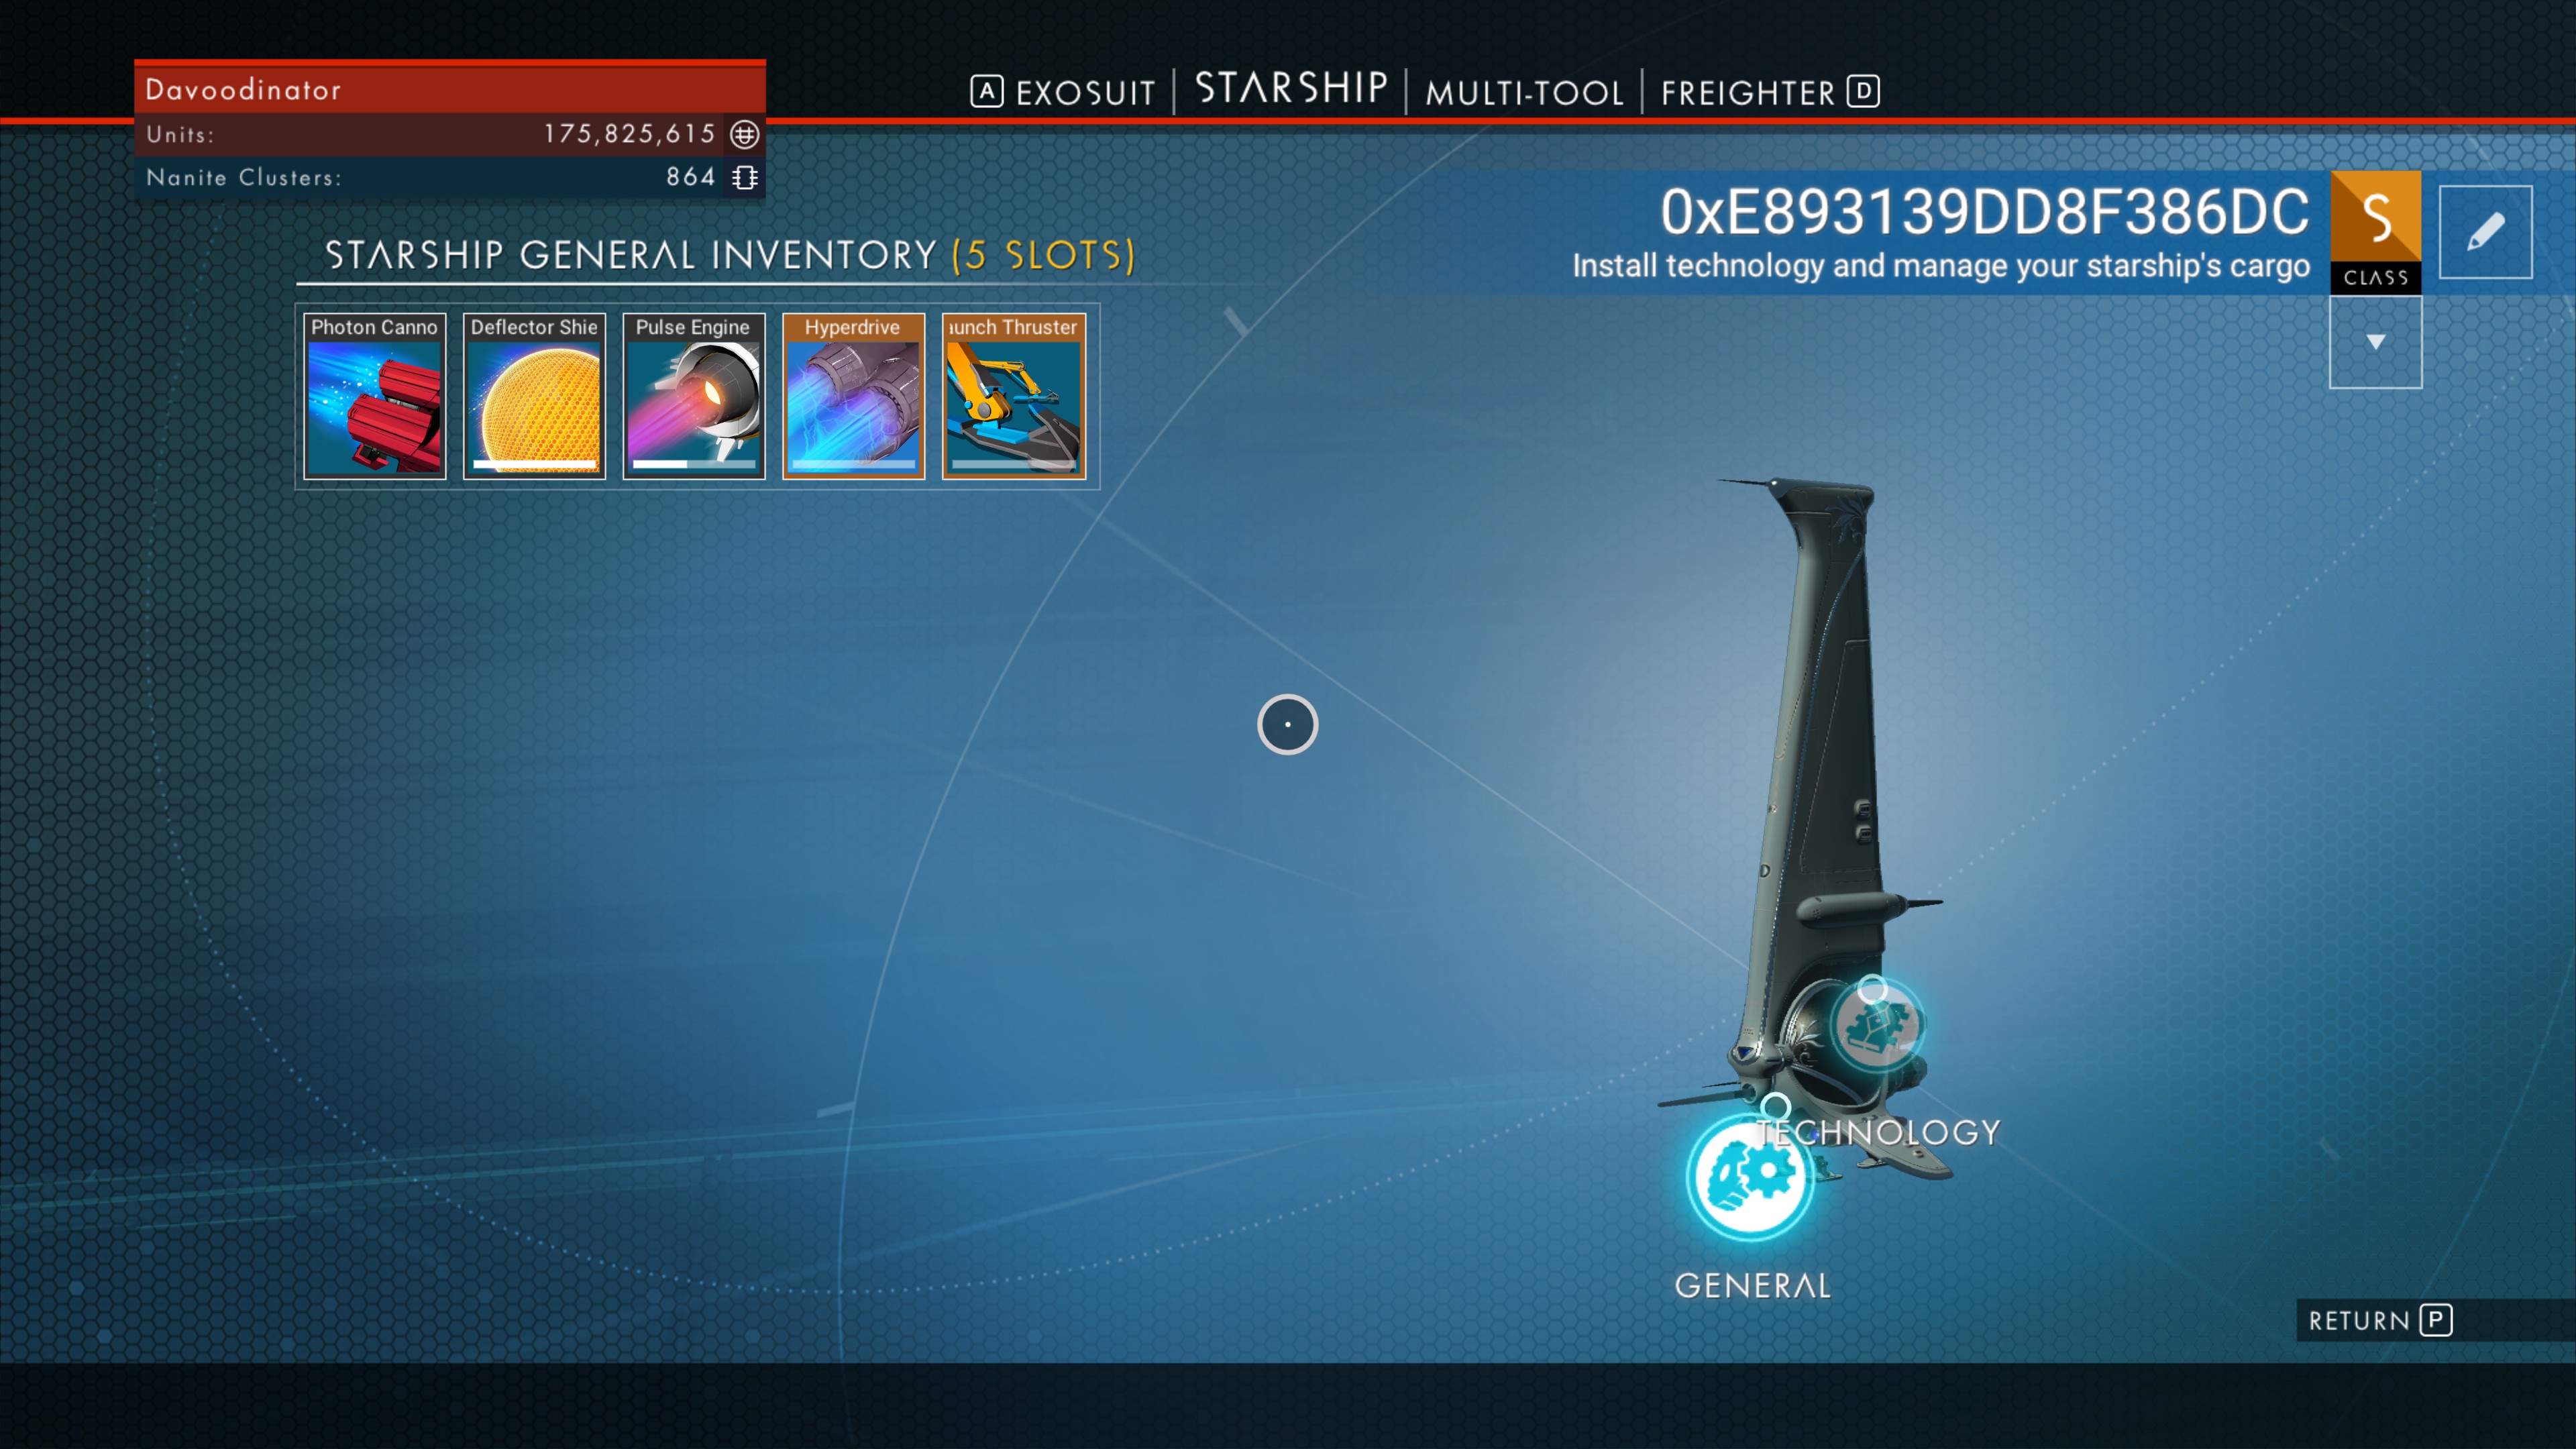 Davoodinator
Units: 175,825,615
Nanite Clusters: 864
A EXOSUIT STARSHIP MULTI-TOOL FREIGHTER D
0xE893139DD8F386DC
Install technology and manage your starship's cargo
S
CLASS
STARSHIP GENERAL INVENTORY (5 SLOTS)
Photon Canno
Deflector Shie
Pulse Engine
Hyperdrive
aunch Thruster
TECHNOLOGY
GENERAL
RETURN P